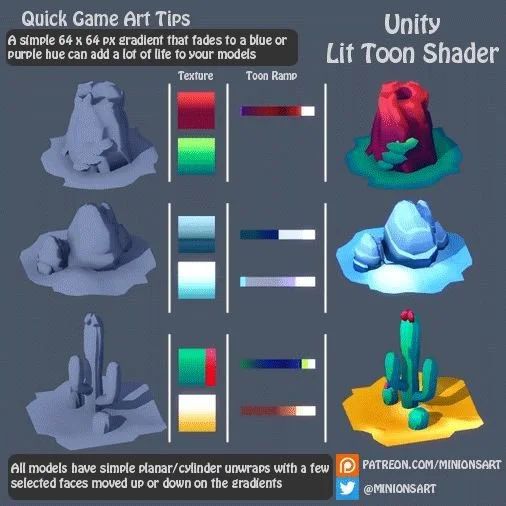 Quick Game Art Tips
A simple 64 x 64 px gradient that fades to a blue or
purple hue can add a lot of life to your models
Unity
Lit Toon Shader
Texture
Toon Ramp
All models have simple planar/cylinder unwraps with a few
selected faces moved up or down on the gradients
PATREON.COM/MINIONSART
@MINIONSART